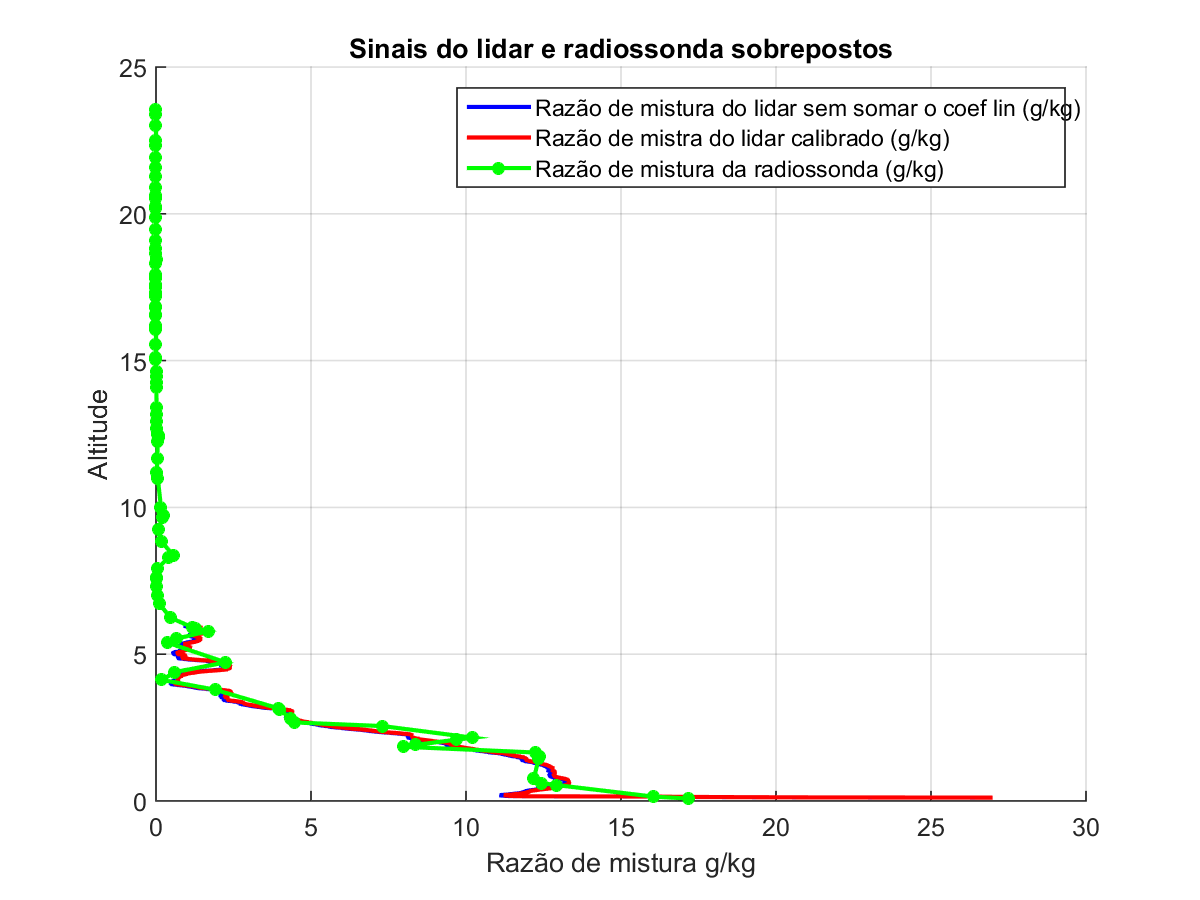 Sinais do lidar e radiossonda sobrepostos
25
Razão de mistura do lidar sem somar o coef lin (g/kg)
Razão de mistra do lidar calibrado (g/kg)
Razão de mistura da radiossonda (g/kg)
20
15
Altitude
10
5
0
0 5 10 15 20 25 30
Razão de mistura g/kg